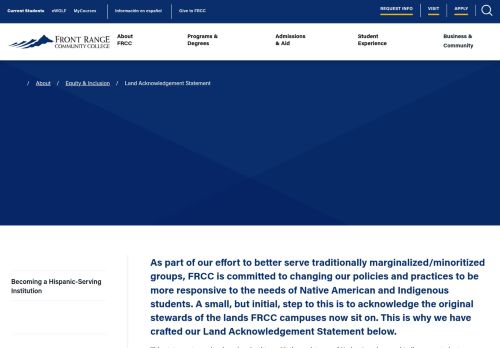 Current Students eWOLF MyCourses Información en español Give to FRCC REQUEST INFO VISIT APPLY
FRONT RANGE
COMMUNITY COLLEGE
About
FRCC
Programs &
Degrees
Admissions
& Aid
Student
Experience
Business &
Community
/ About / Equity & Inclusion / Land Acknowledgement Statement
Becoming a Hispanic-Serving
Institution
As part of our effort to better serve traditionally marginalized/minoritized
groups, FRCC is committed to changing our policies and practices to be
more responsive to the needs of Native American and Indigenous
students. A small, but initial, step to this is to acknowledge the original
stewards of the lands FRCC campuses now sit on. This is why we have
crafted our Land Acknowledgement Statement below.